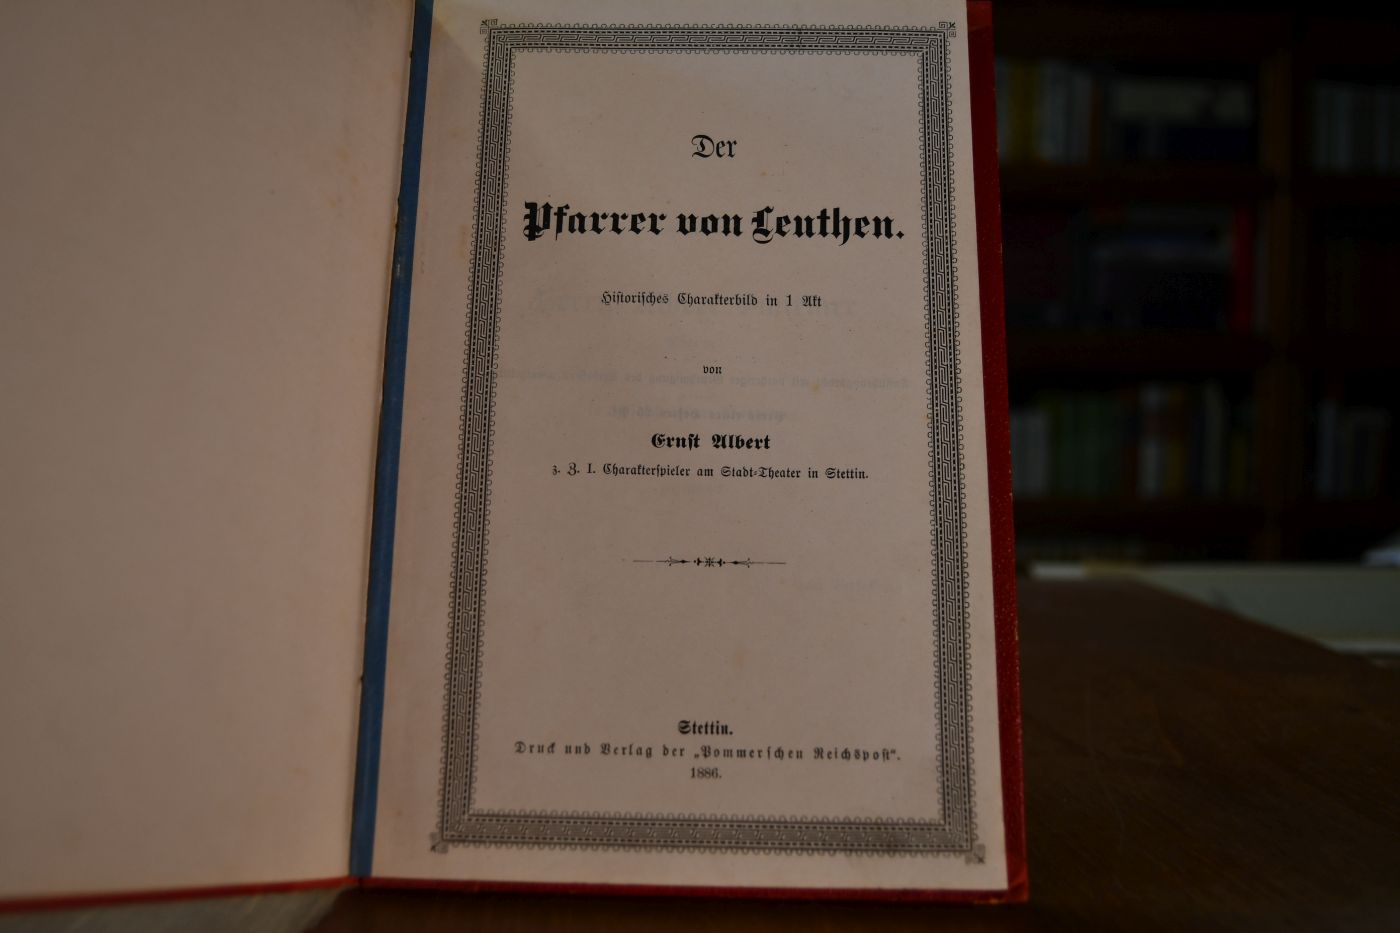 Der
Pfarrer von Leuthen.
Historisches Charakterbild in 1 Akt
von
Ernst Albert
z. Z. I. Charakterspieler am Stadt-Theater in Stettin.
Stettin.
Druck und Verlag der „Pommerschen Reichspost“.
1886.